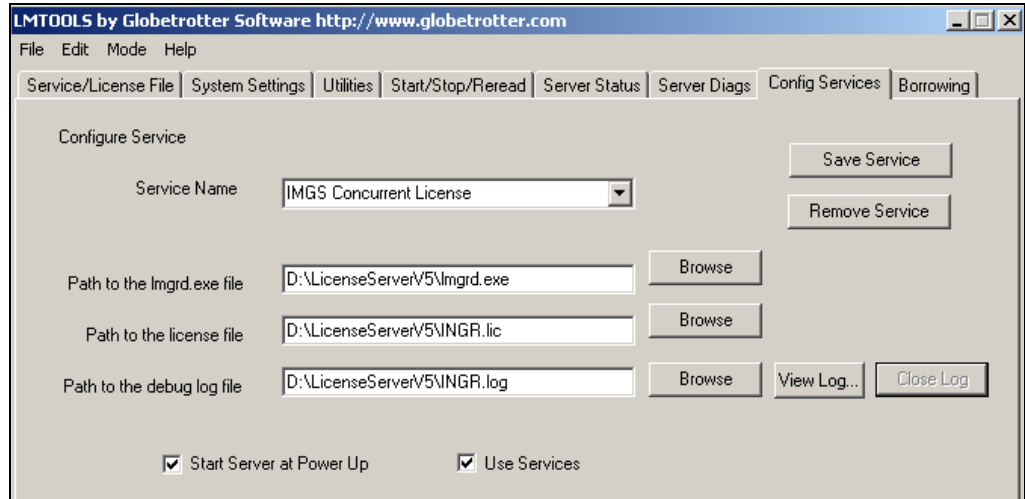 LMTOOLS by Globetrotter Software http://www.globetrotter.com
File Edit Mode Help
Service/License File System Settings Utilities Start/Stop/Reread Server Status Server Diags Config Services Borrowing
Configure Service
Save Service
Service Name IMGS Concurrent License
Remove Service
Path to the lmgrd.exe file D:\LicenseServerV5\lmgrd.exe Browse
Path to the license file D:\LicenseServerV5\INGR.lic Browse
Path to the debug log file D:\LicenseServerV5\INGR.log Browse View Log... Close Log
Start Server at Power Up Use Services